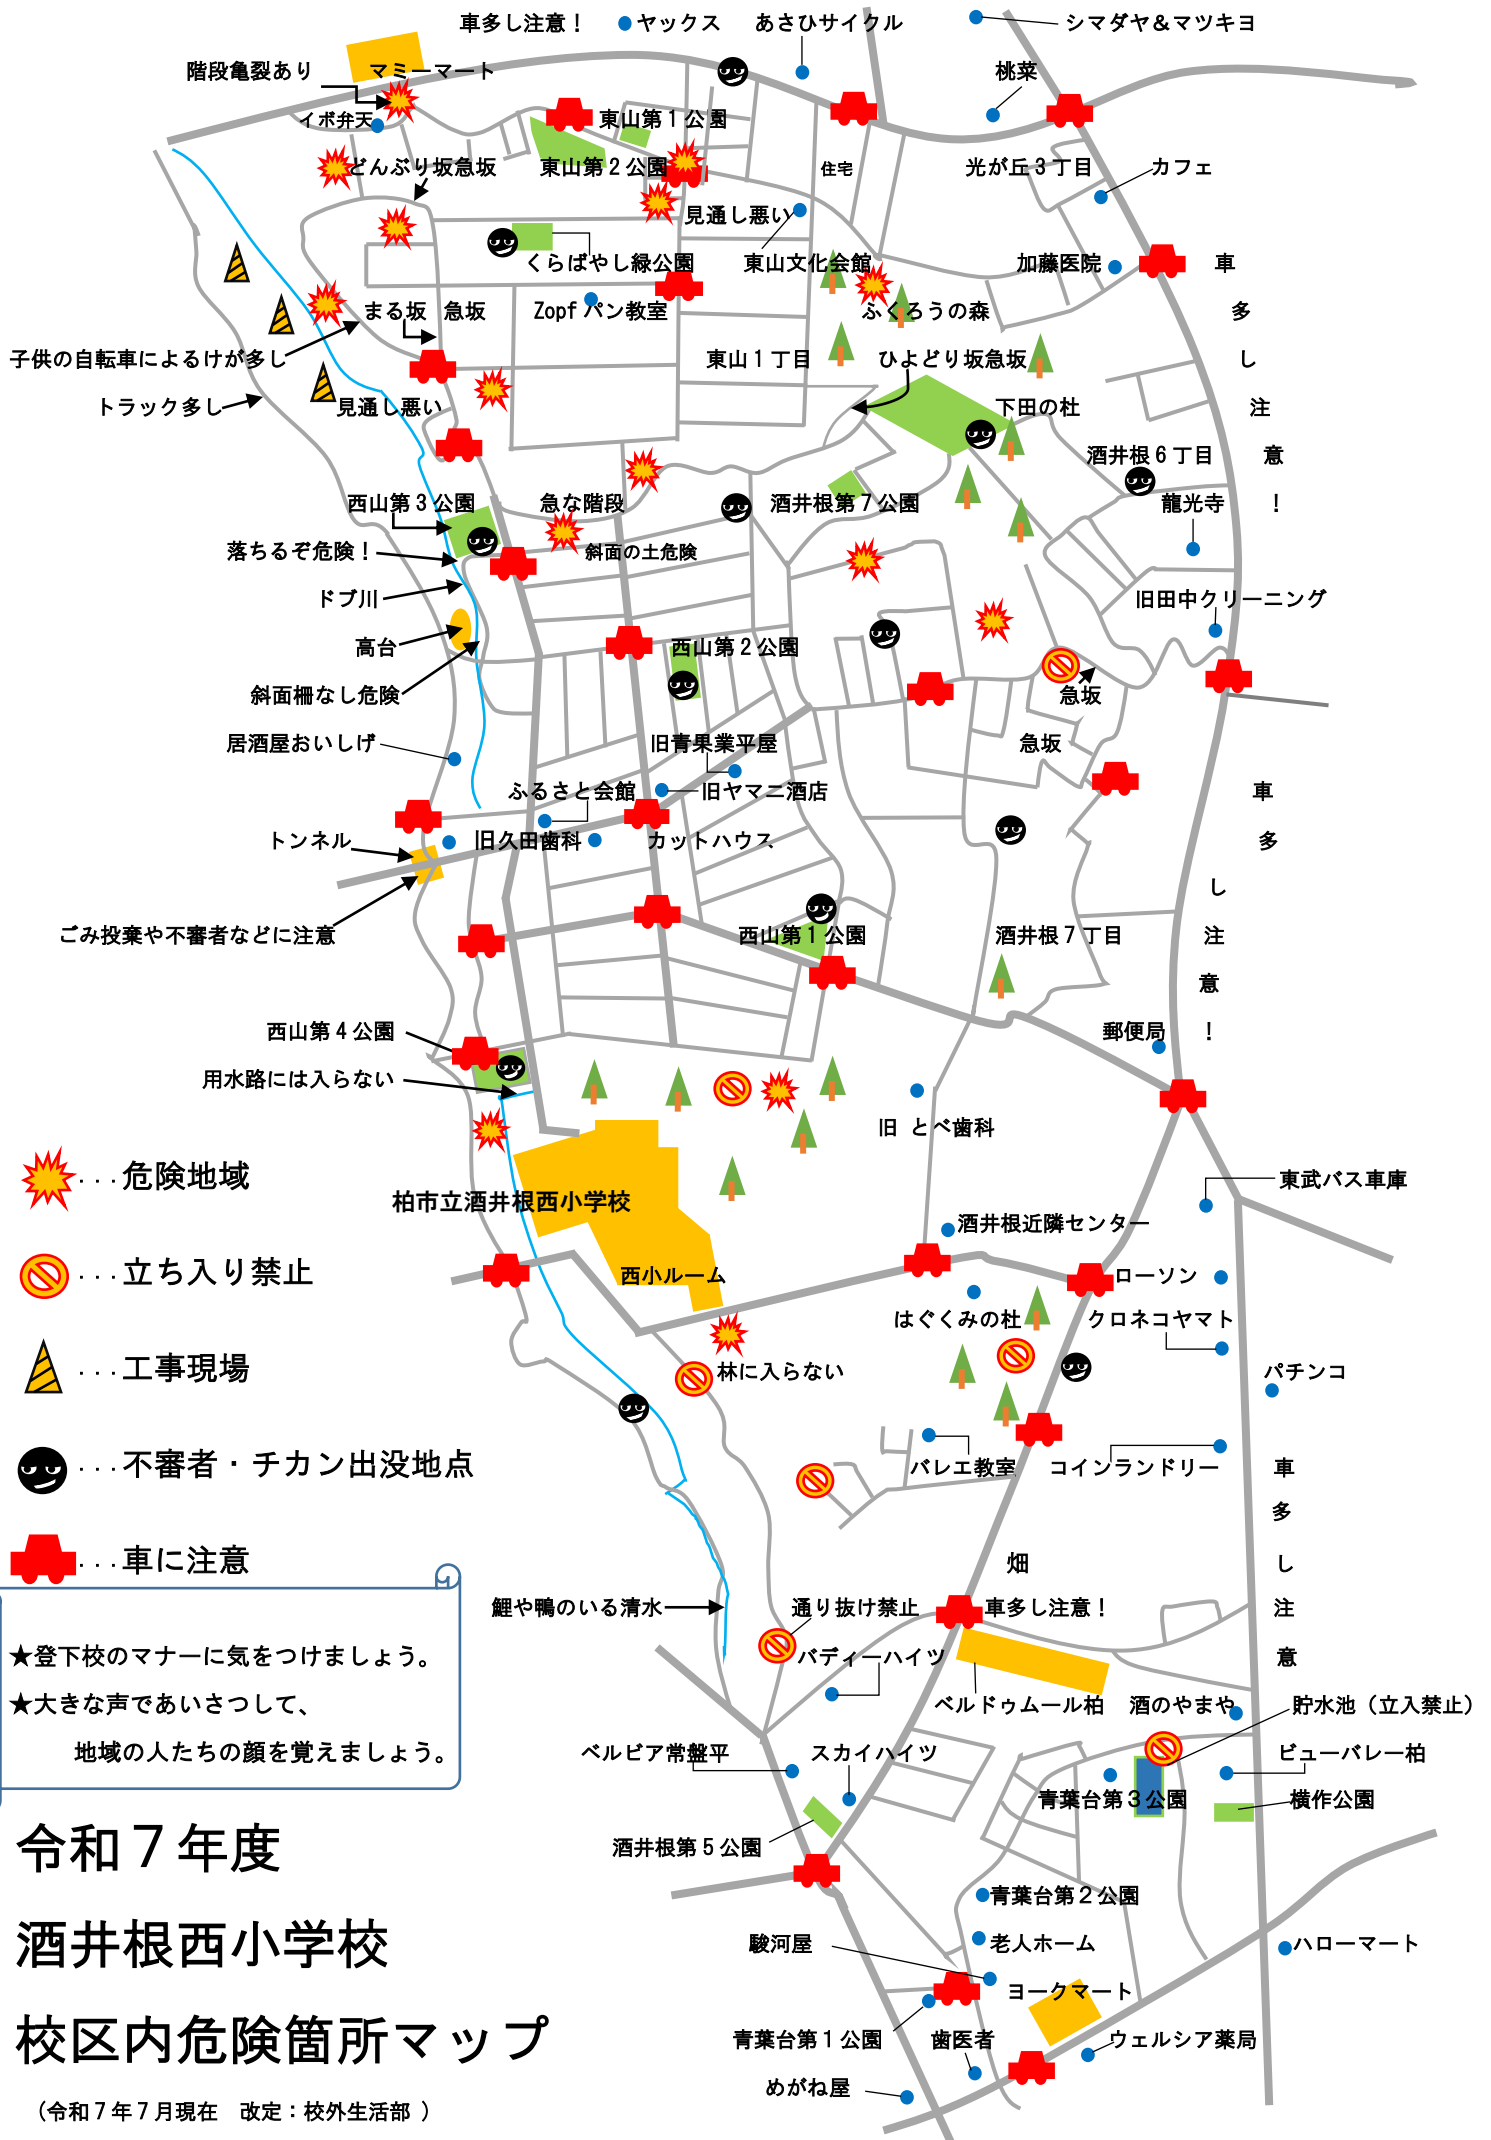 車多し注意！
ヤックス
あさひサイクル
シマダヤ＆マツキヨ
階段亀裂あり
マミーマート
桃菜
イボ弁天
東山第１公園
どんぶり坂急坂
東山第２公園
住宅
光が丘３丁目
カフェ
見通し悪い
くらばやし緑公園
東山文化会館
加藤医院
車多し注意！
まる坂 急坂
Zopf パン教室
ふくろうの森
子供の自転車によるけが多し
東山１丁目
ひよどり坂急坂
トラック多し
見通し悪い
下田の杜
酒井根６丁目
西山第３公園
急な階段
酒井根第７公園
龍光寺
落ちるぞ危険！
斜面の土危険
ドブ川
旧田中クリーニング
高台
西山第２公園
斜面柵なし危険
急坂
居酒屋おいしげ
旧青果業平屋
急坂
ふるさと会館
旧ヤマニ酒店
車多し注意！
トンネル
旧久田歯科
カットハウス
ごみ投棄や不審者などに注意
西山第１公園
酒井根７丁目
西山第４公園
郵便局
用水路には入らない
旧 とべ歯科
...危険地域
東武バス車庫
柏市立酒井根西小学校
酒井根近隣センター
...立ち入り禁止
西小ルーム
ローソン
はぐくみの杜
クロネコヤマト
...工事現場
林に入らない
パチンコ
...不審者・チカン出没地点
バレエ教室
コインランドリー
車多し注意
...車に注意
畑
鯉や鴨のいる清水
通り抜け禁止
車多し注意！
★登下校のマナーに気をつけましょう。
バディーハイツ
★大きな声であいさつして、
ベルドゥムール柏
酒のやまや
貯水池（立入禁止）
地域の人たちの顔を覚えましょう。
ベルビア常盤平
スカイハイツ
ビューバレー柏
青葉台第３公園
横作公園
令和７年度
酒井根第５公園
青葉台第２公園
酒井根西小学校
駿河屋
老人ホーム
ハローマート
ヨークマート
校区内危険箇所マップ
青葉台第１公園
歯医者
ウェルシア薬局
めがね屋
（令和７年７月現在　改定：校外生活部 ）